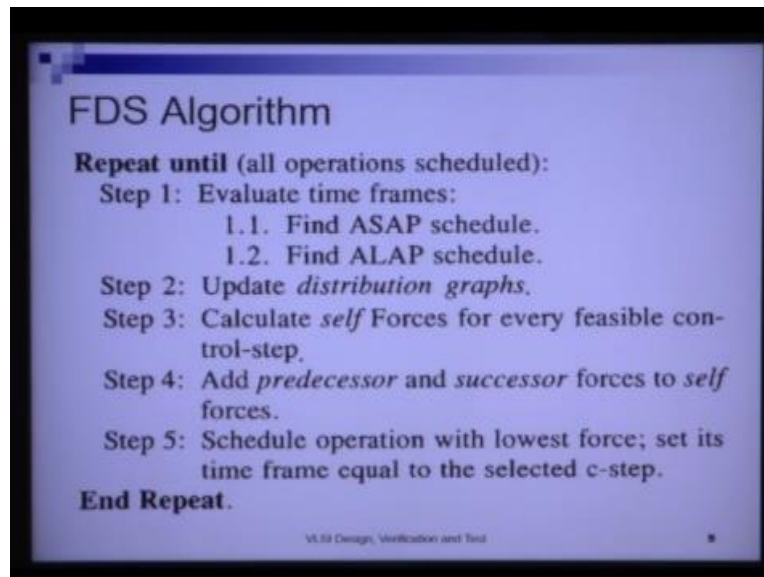 FDS Algorithm
Repeat until (all operations scheduled):
Step 1: Evaluate time frames:
1.1. Find ASAP schedule.
1.2. Find ALAP schedule.
Step 2: Update distribution graphs.
Step 3: Calculate self Forces for every feasible con-
trol-step.
Step 4: Add predecessor and successor forces to self
forces.
Step 5: Schedule operation with lowest force; set its
time frame equal to the selected c-step.
End Repeat.
VLSI Design, Verification and Test